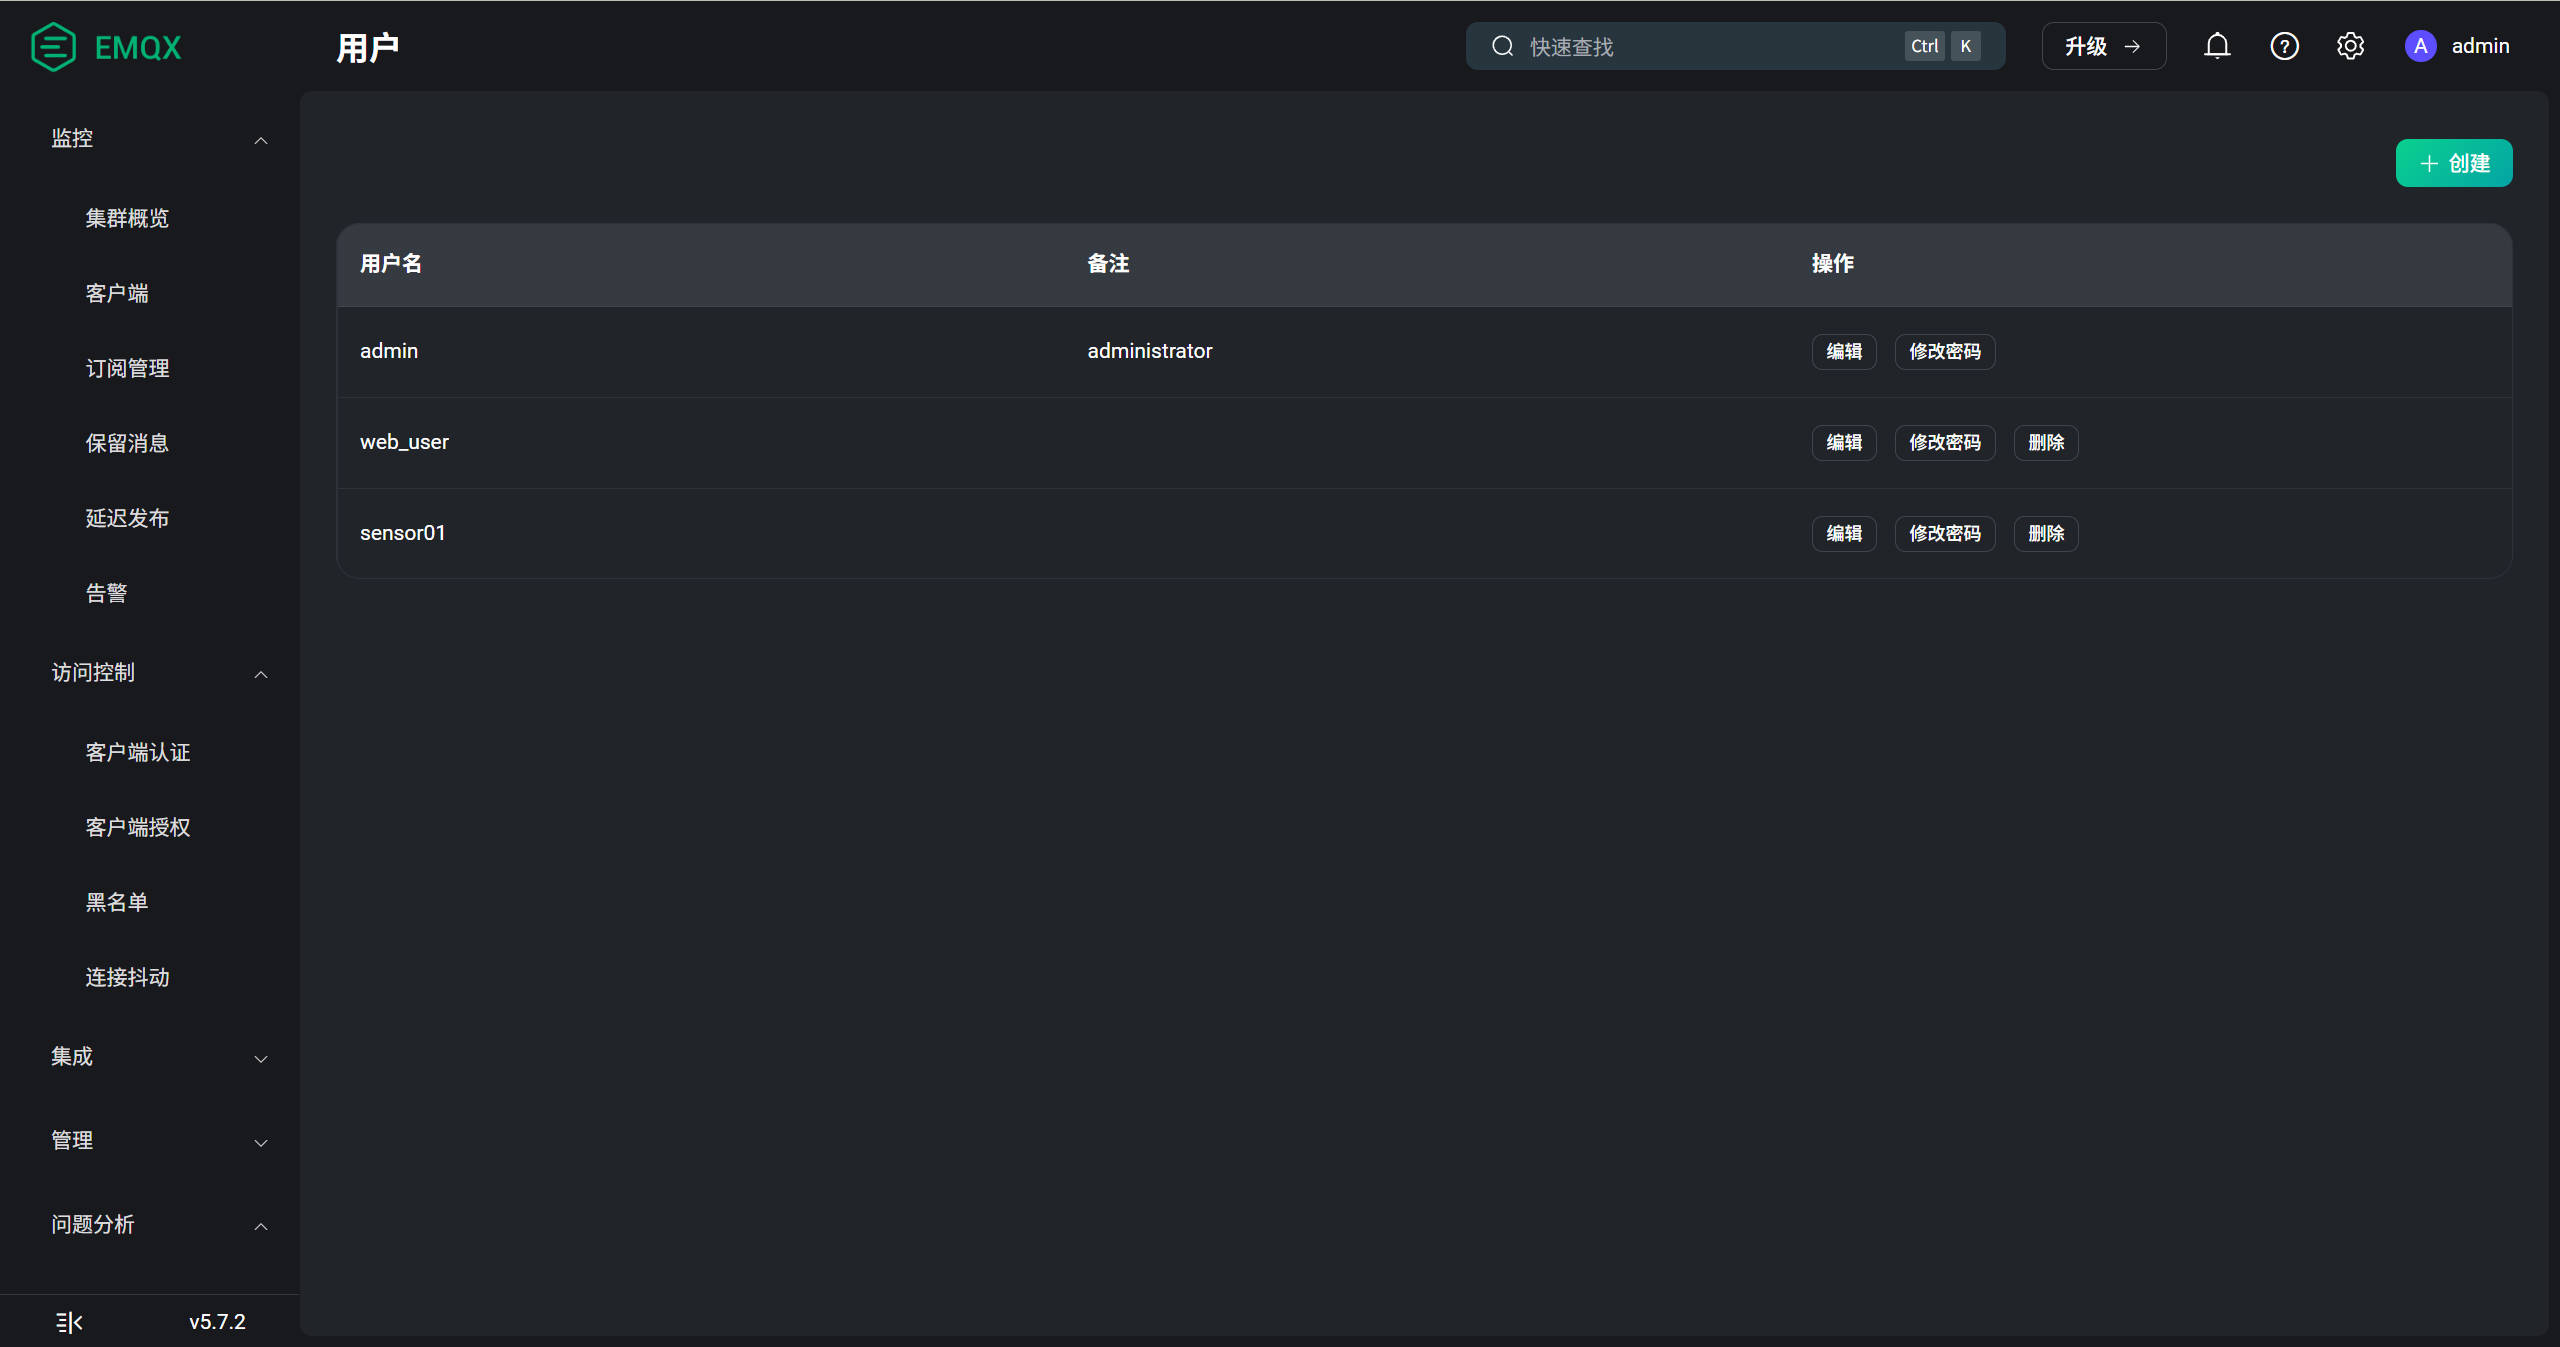 EMQX
用户
快速查找
Ctrl K
升级
A admin
监控
集群概览
客户端
订阅管理
保留消息
延迟发布
告警
访问控制
客户端认证
客户端授权
黑名单
连接抖动
集成
管理
问题分析
v5.7.2
创建
用户名 备注 操作
admin administrator 编辑 修改密码
web_user 编辑 修改密码 删除
sensor01 编辑 修改密码 删除